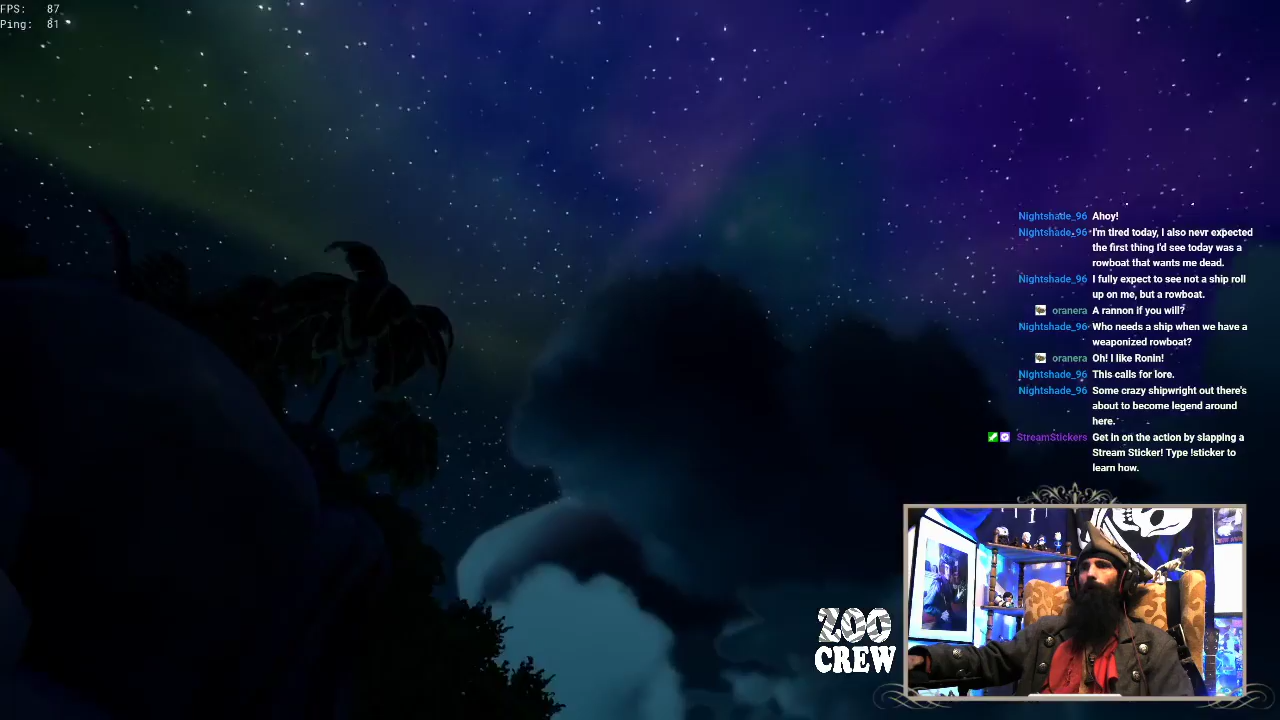 FPS: 87
Ping: 81
Nightshade_96 Ahoy!
Nightshade_96 I'm tired today, I also nevr expected
the first thing I'd see today was a
rowboat that wants me dead.
Nightshade_96 I fully expect to see not a ship roll
up on me, but a rowboat.
oranera A rannon if you will?
Nightshade_96 Who needs a ship when we have a
weaponized rowboat?
oranera Oh! I like Ronin!
Nightshade_96 This calls for lore.
Nightshade_96 Some crazy shipwright out there's
about to become legend around
here.
StreamStickers Get in on the action by slapping a
Stream Sticker! Type !sticker to
learn how.
ZOO
CREW